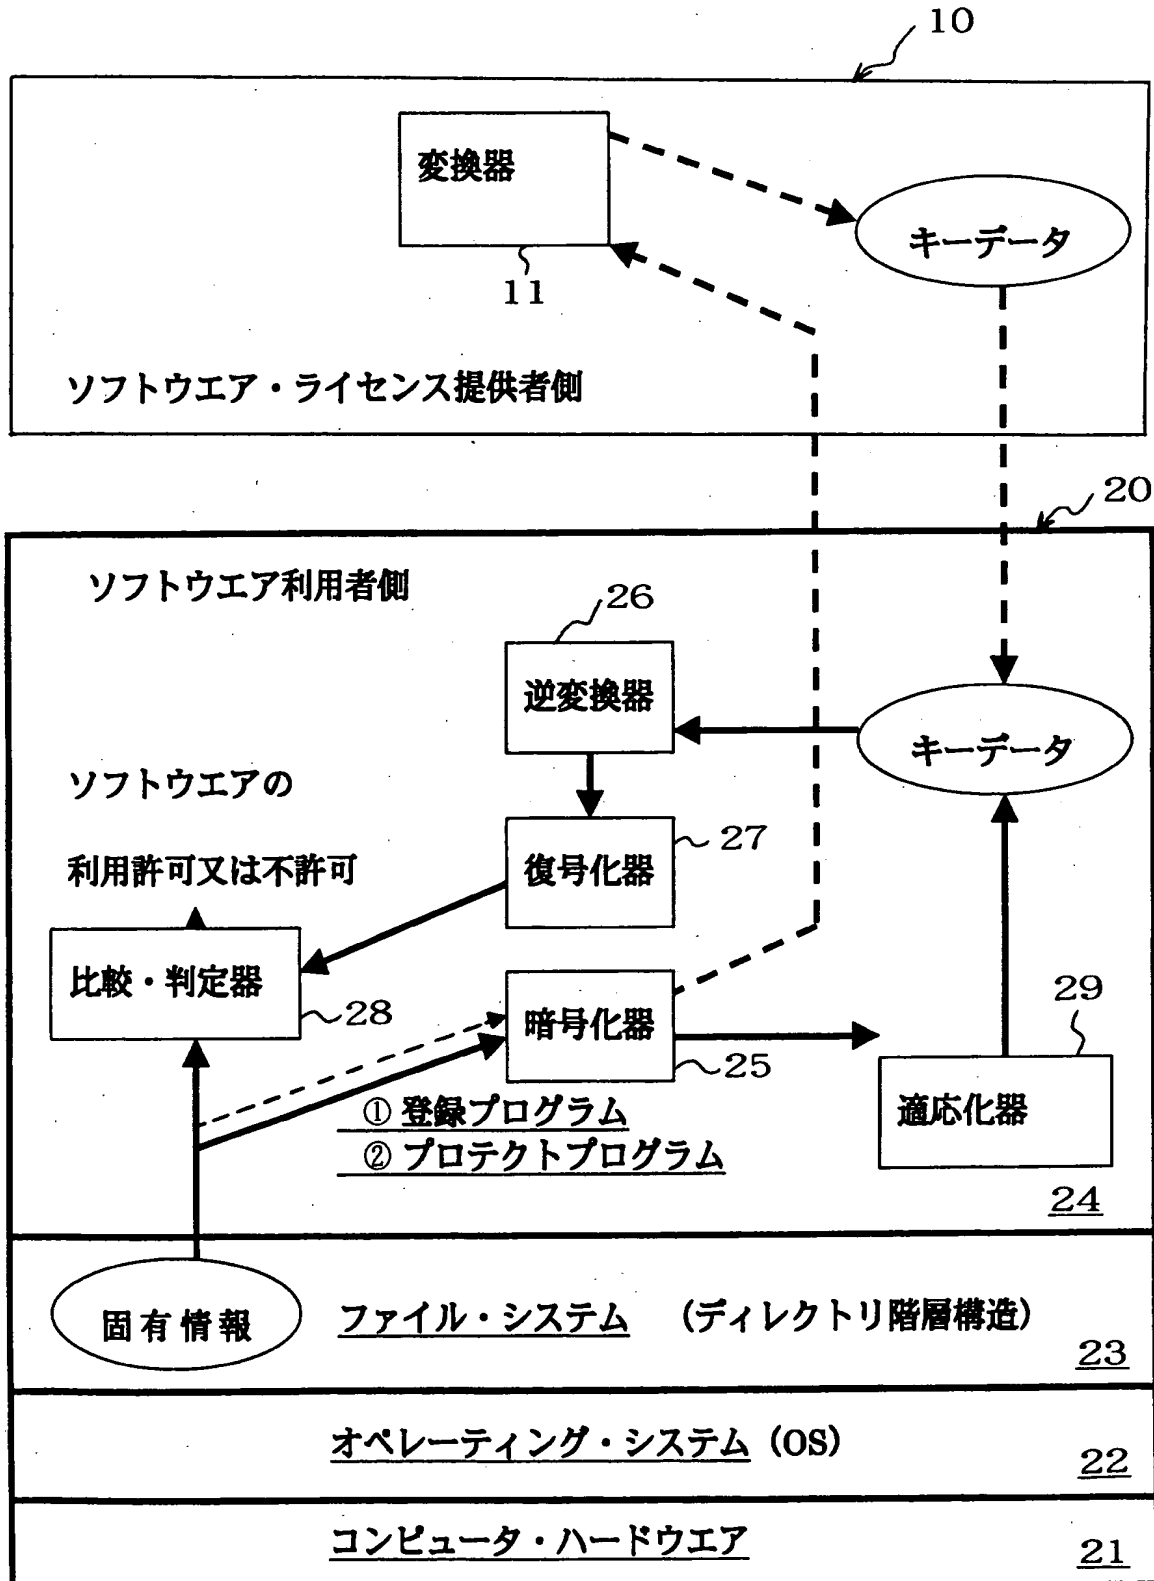 10
変換器
キーデータ
11
ソフトウエア・ライセンス提供者側
20
ソフトウエア利用者側
26
逆変換器
キーデータ
ソフトウエアの
27
利用許可又は不許可
復号化器
比較・判定器
28
暗号化器
29
25
適応化器
① 登録プログラム
② プロテクトプログラム
24
固有情報
ファイル・システム (ディレクトリ階層構造)
23
オペレーティング・システム (OS)
22
コンピュータ・ハードウエア
21